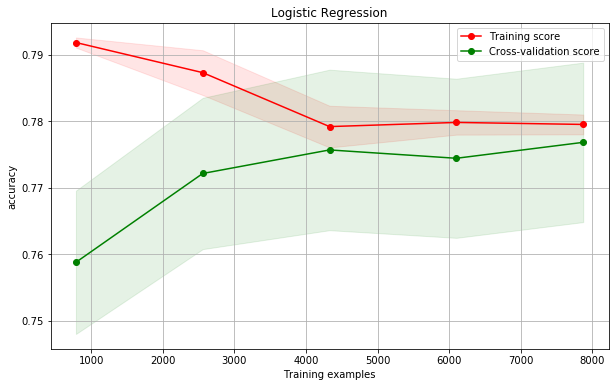 Logistic Regression
Training score
Cross-validation score
0.79
0.78
0.77
0.76
0.75
accuracy
1000 2000 3000 4000 5000 6000 7000 8000
Training examples